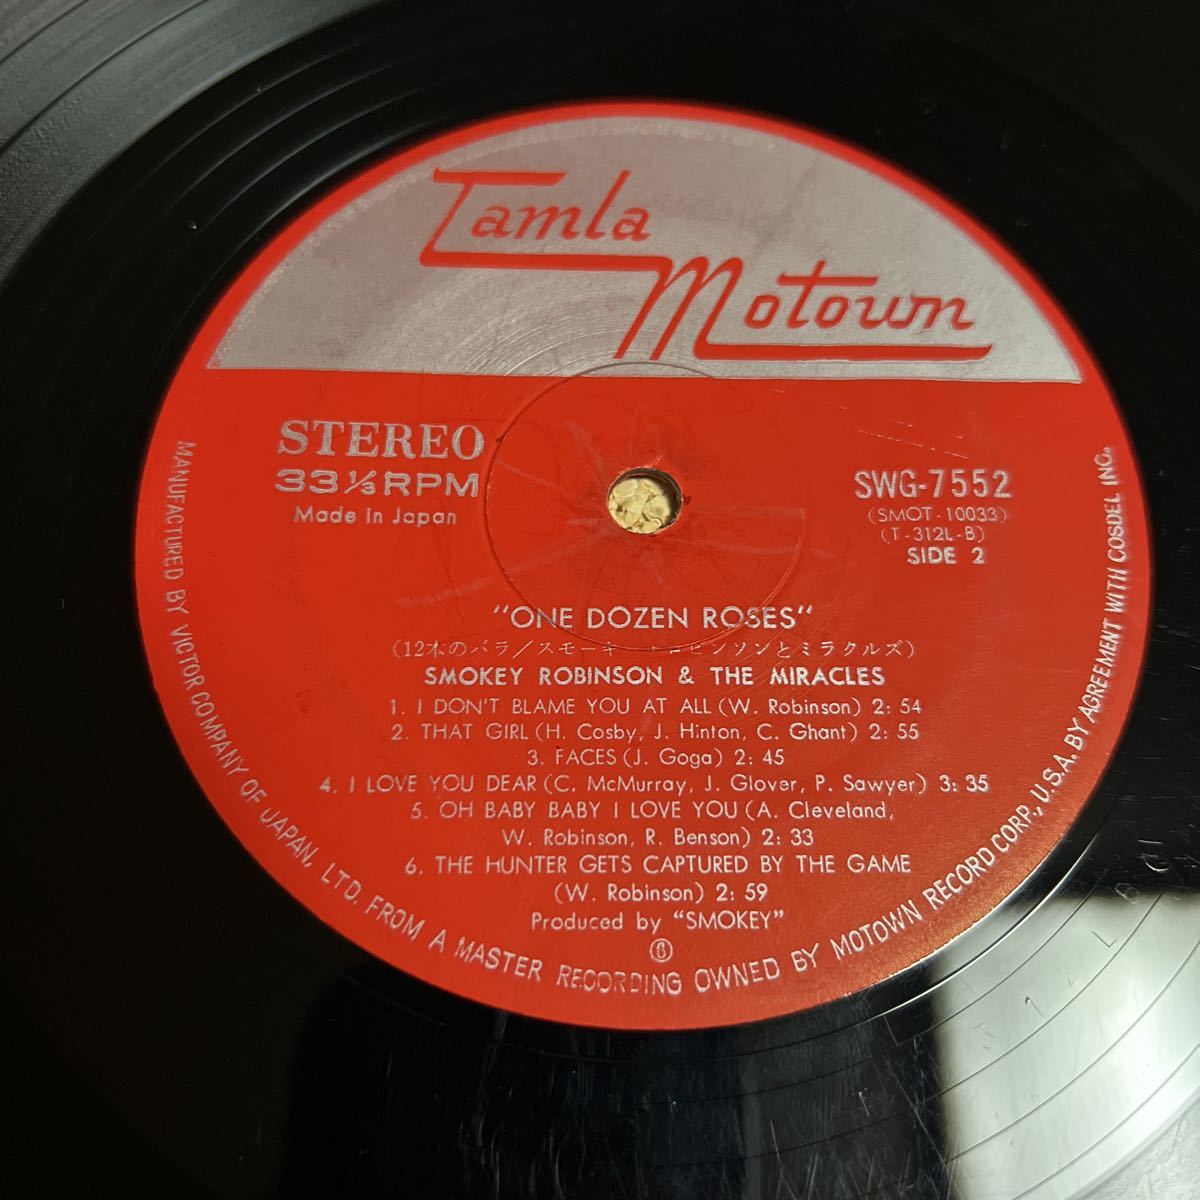 Tamla
Motown
STEREO
33⅓ RPM
Made in Japan
SWG-7552
(SMOT-10033)
(T-312L-B)
SIDE 2
"ONE DOZEN ROSES"
(12本のバラ/スモーキー・ロビンソンとミラクルズ)
SMOKEY ROBINSON & THE MIRACLES
1. I DON'T BLAME YOU AT ALL (W. Robinson) 2: 54
2. THAT GIRL (H. Cosby, J. Hinton, C. Ghant) 2: 55
3. FACES (J. Goga) 2: 45
4. I LOVE YOU DEAR (C. McMurray, J. Glover, P. Sawyer) 3: 35
5. OH BABY BABY I LOVE YOU (A. Cleveland,
W. Robinson, R. Benson) 2: 33
6. THE HUNTER GETS CAPTURED BY THE GAME
(W. Robinson) 2: 59
Produced by "SMOKEY"
MANUFACTURED BY VICTOR COMPANY OF JAPAN, LTD. FROM A MASTER RECORDING OWNED BY MOTOWN RECORD CORP., U.S.A. BY AGREEMENT WITH COSDEL INC.